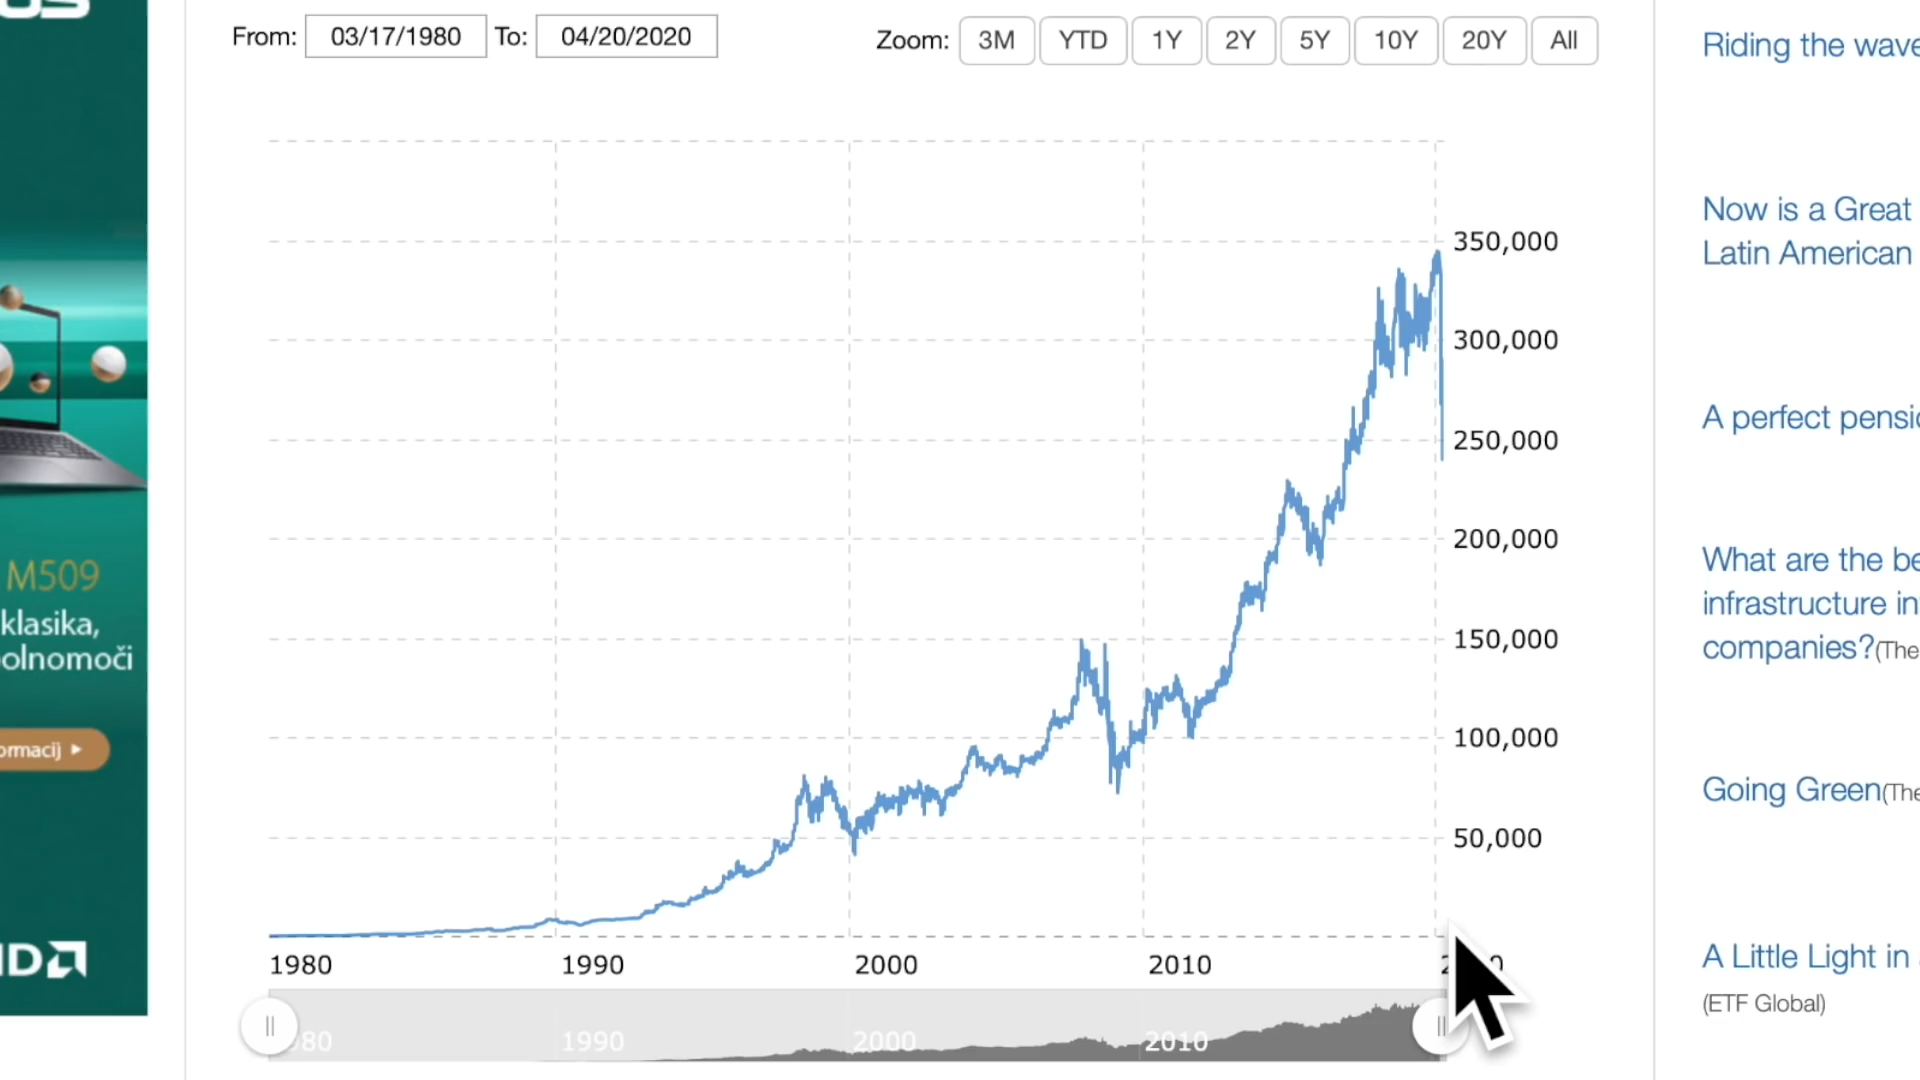 From: 03/17/1980 To: 04/20/2020
Zoom: 3M YTD 1Y 2Y 5Y 10Y 20Y All
350,000
300,000
250,000
200,000
150,000
100,000
50,000
1980 1990 2000 2010
80 1990 2000 2010
M509
klasika,
Riding the wave
Now is a Great
Latin American
A perfect
What are the
infrastructure
companies?(The
Going Green(The
A Little Light in
(ETF Global)